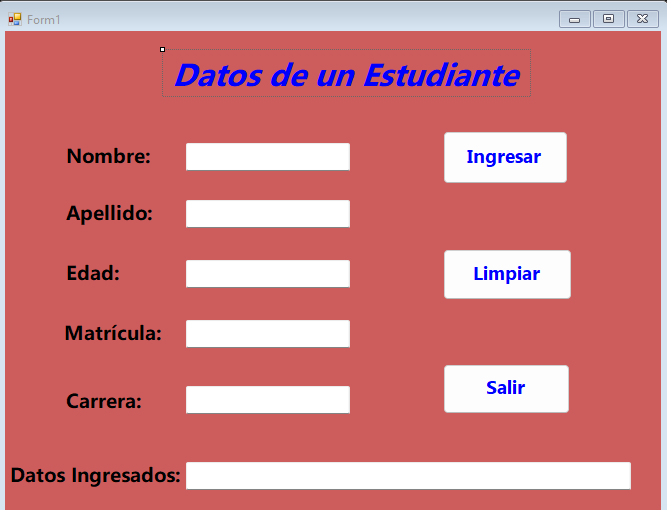 Form1
Datos de un Estudiante
Nombre:
Ingresar
Apellido:
Edad:
Limpiar
Matrícula:
Carrera:
Salir
Datos Ingresados: